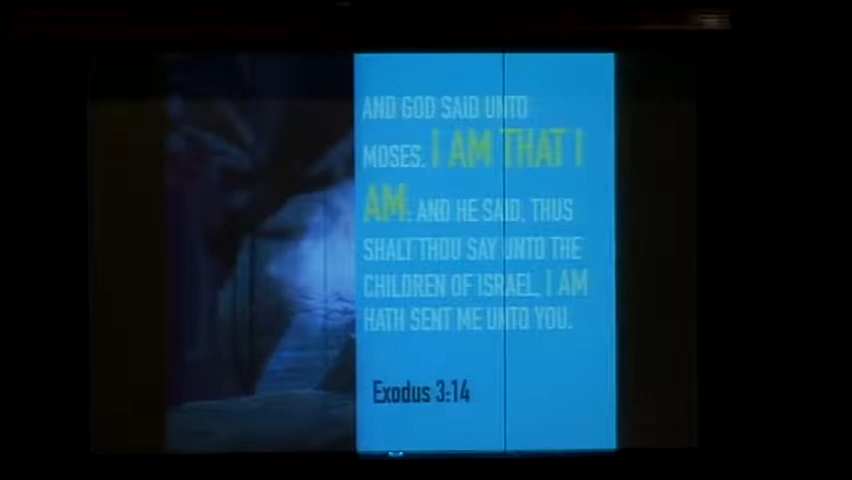 AND GOD SAID UNTO
MOSES, I AM THAT I
AM: AND HE SAID, THUS
SHALT THOU SAY UNTO THE
CHILDREN OF ISRAEL, I AM
HATH SENT ME UNTO YOU.
Exodus 3:14